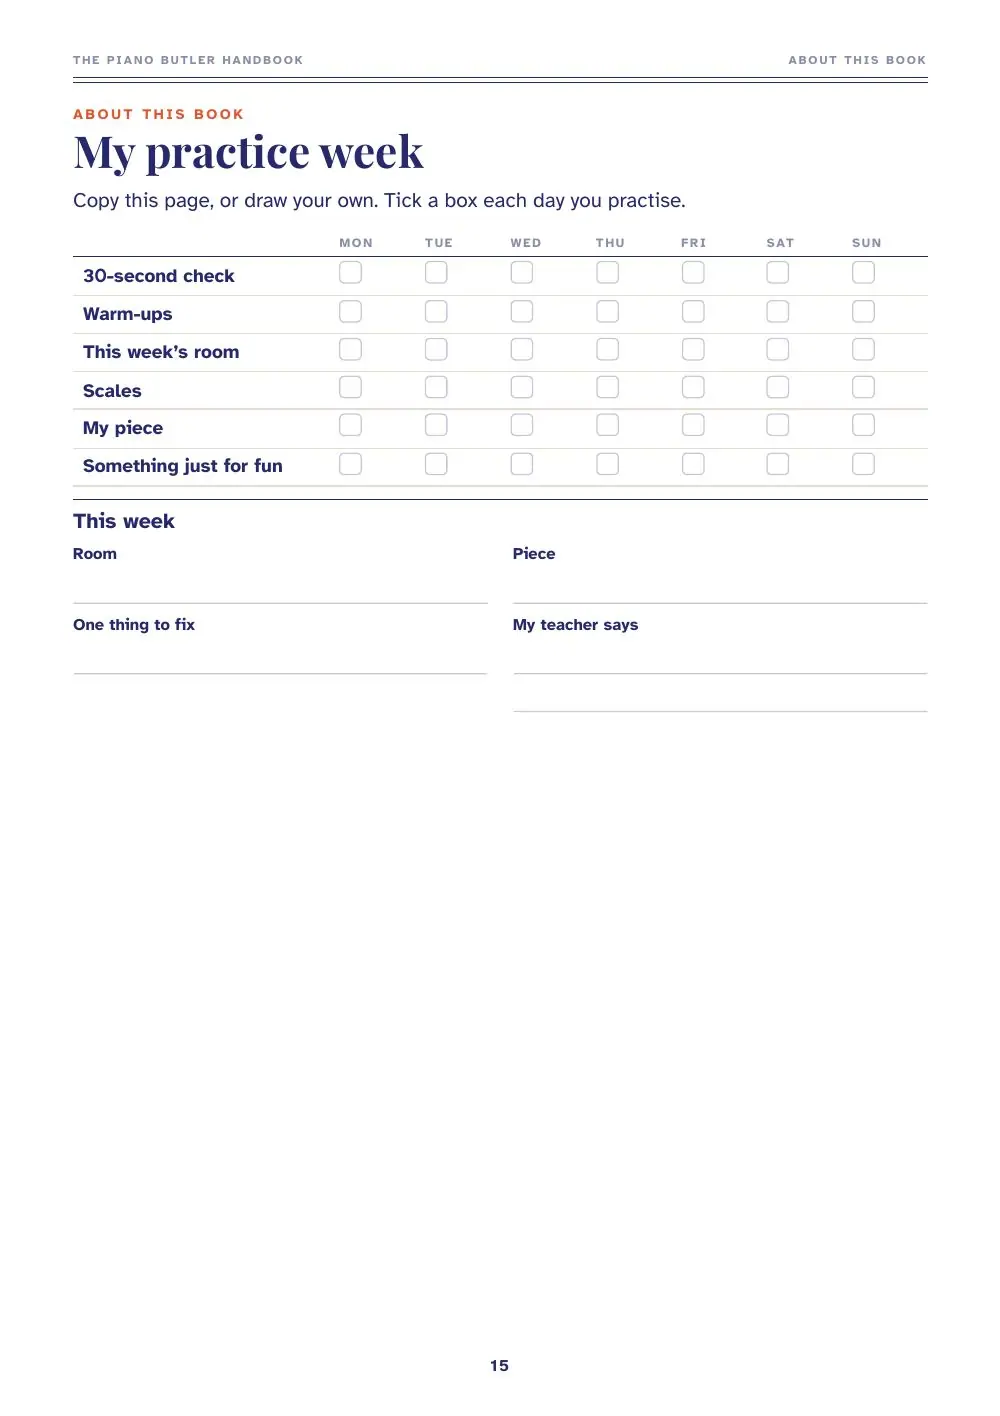 THE PIANO BUTLER HANDBOOK
ABOUT THIS BOOK
ABOUT THIS BOOK
My practice week
Copy this page, or draw your own. Tick a box each day you practise.
MON TUE WED THU FRI SAT SUN
30-second check
Warm-ups
This week’s room
Scales
My piece
Something just for fun
This week
Room
Piece
One thing to fix
My teacher says
15